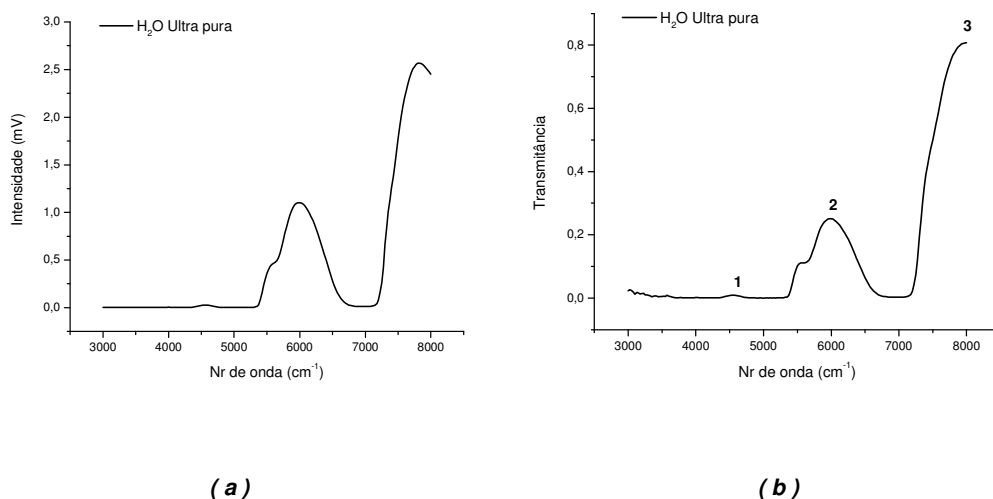 H₂O Ultra pura
3,0
2,5
2,0
1,5
1,0
0,5
0,0
Intensidade (mV)
3000 4000 5000 6000 7000 8000
Nr de onda (cm⁻¹)
( a )
H₂O Ultra pura
0,8
0,6
0,4
0,2
0,0
Transmitância
1
2
3
3000 4000 5000 6000 7000 8000
Nr de onda (cm⁻¹)
( b )